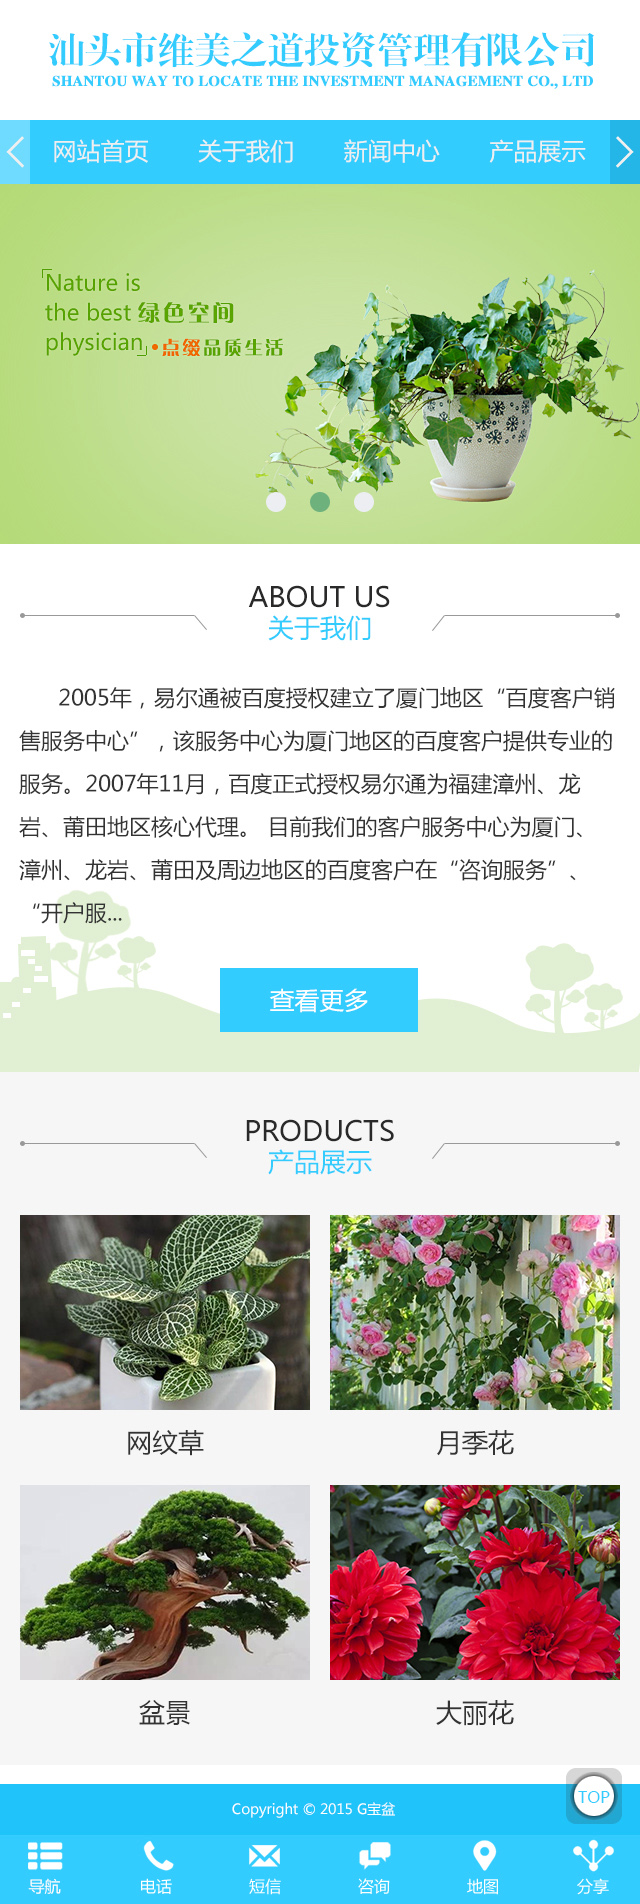 汕头市维美之道投资管理有限公司
SHANTOU WAY TO LOCATE THE INVESTMENT MANAGEMENT CO., LTD
网站首页 关于我们 新闻中心 产品展示
「Nature is
the best 绿色空间
physician」•点缀品质生活
ABOUT US
关于我们
2005年，易尔通被百度授权建立了厦门地区“百度客户销
售服务中心”，该服务中心为厦门地区的百度客户提供专业的
服务。2007年11月，百度正式授权易尔通为福建漳州、龙
岩、莆田地区核心代理。 目前我们的客户服务中心为厦门、
漳州、龙岩、莆田及周边地区的百度客户在“咨询服务”、
“开户服...
查看更多
PRODUCTS
产品展示
网纹草 月季花
盆景 大丽花
TOP
Copyright © 2015 G宝盆
导航 电话 短信 咨询 地图 分享